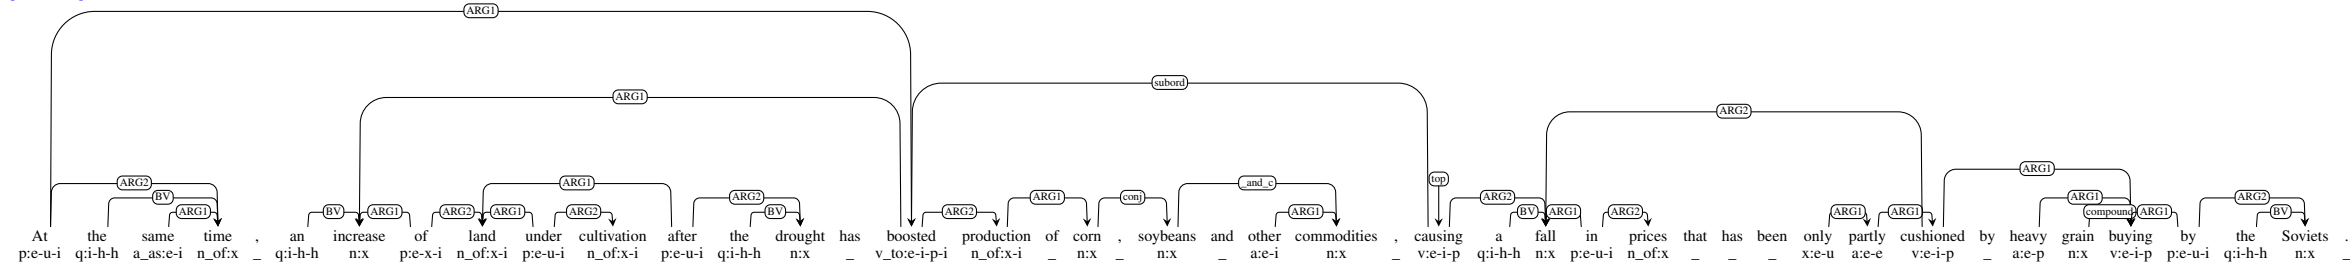 ARG1
subord
ARG1
ARG2
ARG1
top
ARG2 ARG1 _and_c
BV ARG2 ARG1 conj ARG2 ARG1 ARG2
ARG1 BV ARG1 ARG2 ARG1 ARG2 BV ARG2 ARG1 BV ARG1 ARG2 ARG1 ARG1 compound ARG1 BV
At the same time , an increase of land under cultivation after the drought has boosted production of corn , soybeans and other commodities , causing a fall in prices that has been only partly cushioned by heavy grain buying by the Soviets .
p:e-u-i q:i-h-h a_as:e-i n_of:x _ q:i-h-h n:x p:e-x-i n_of:x-i p:e-u-i n_of:x-i p:e-u-i q:i-h-h n:x _ v_to:e-i-p-i n_of:x-i _ n:x _ n:x _ a:e-i n:x _ v:e-i-p q:i-h-h n:x p:e-u-i n_of:x _ _ _ x:e-u a:e-e v:e-i-p _ a:e-p n:x v:e-i-p p:e-u-i q:i-h-h n:x _